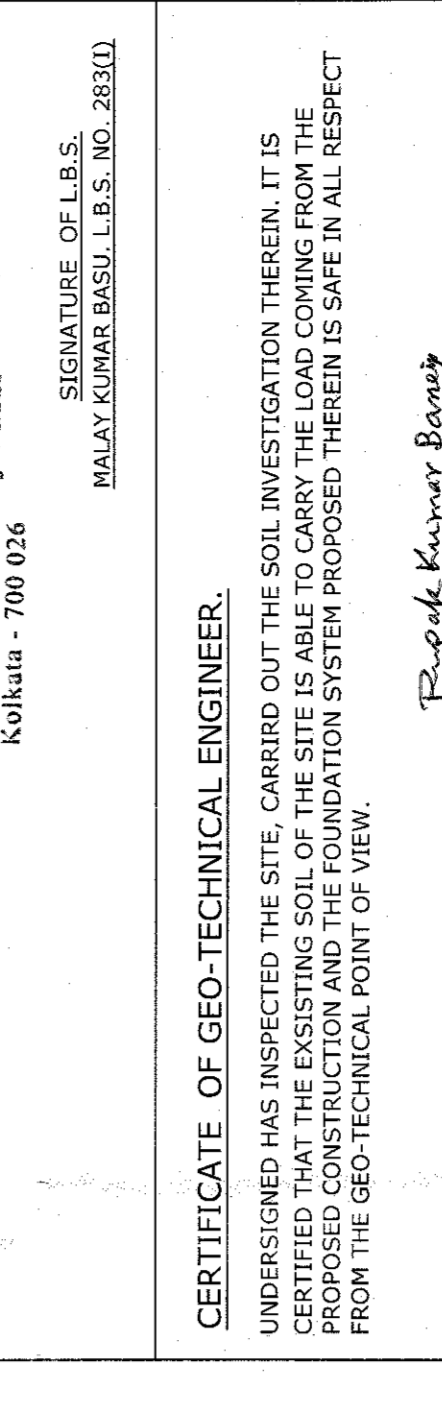 Kolkata - 700 026
SIGNATURE OF L.B.S.
MALAY KUMAR BASU. L.B.S. NO. 283(I)
CERTIFICATE OF GEO-TECHNICAL ENGINEER.
UNDERSIGNED HAS INSPECTED THE SITE, CARRIRD OUT THE SOIL INVESTIGATION THEREIN. IT IS
CERTIFIED THAT THE EXSISTING SOIL OF THE SITE IS ABLE TO CARRY THE LOAD COMING FROM THE
PROPOSED CONSTRUCTION AND THE FOUNDATION SYSTEM PROPOSED THEREIN IS SAFE IN ALL RESPECT
FROM THE GEO-TECHNICAL POINT OF VIEW.
Rupak Kumar